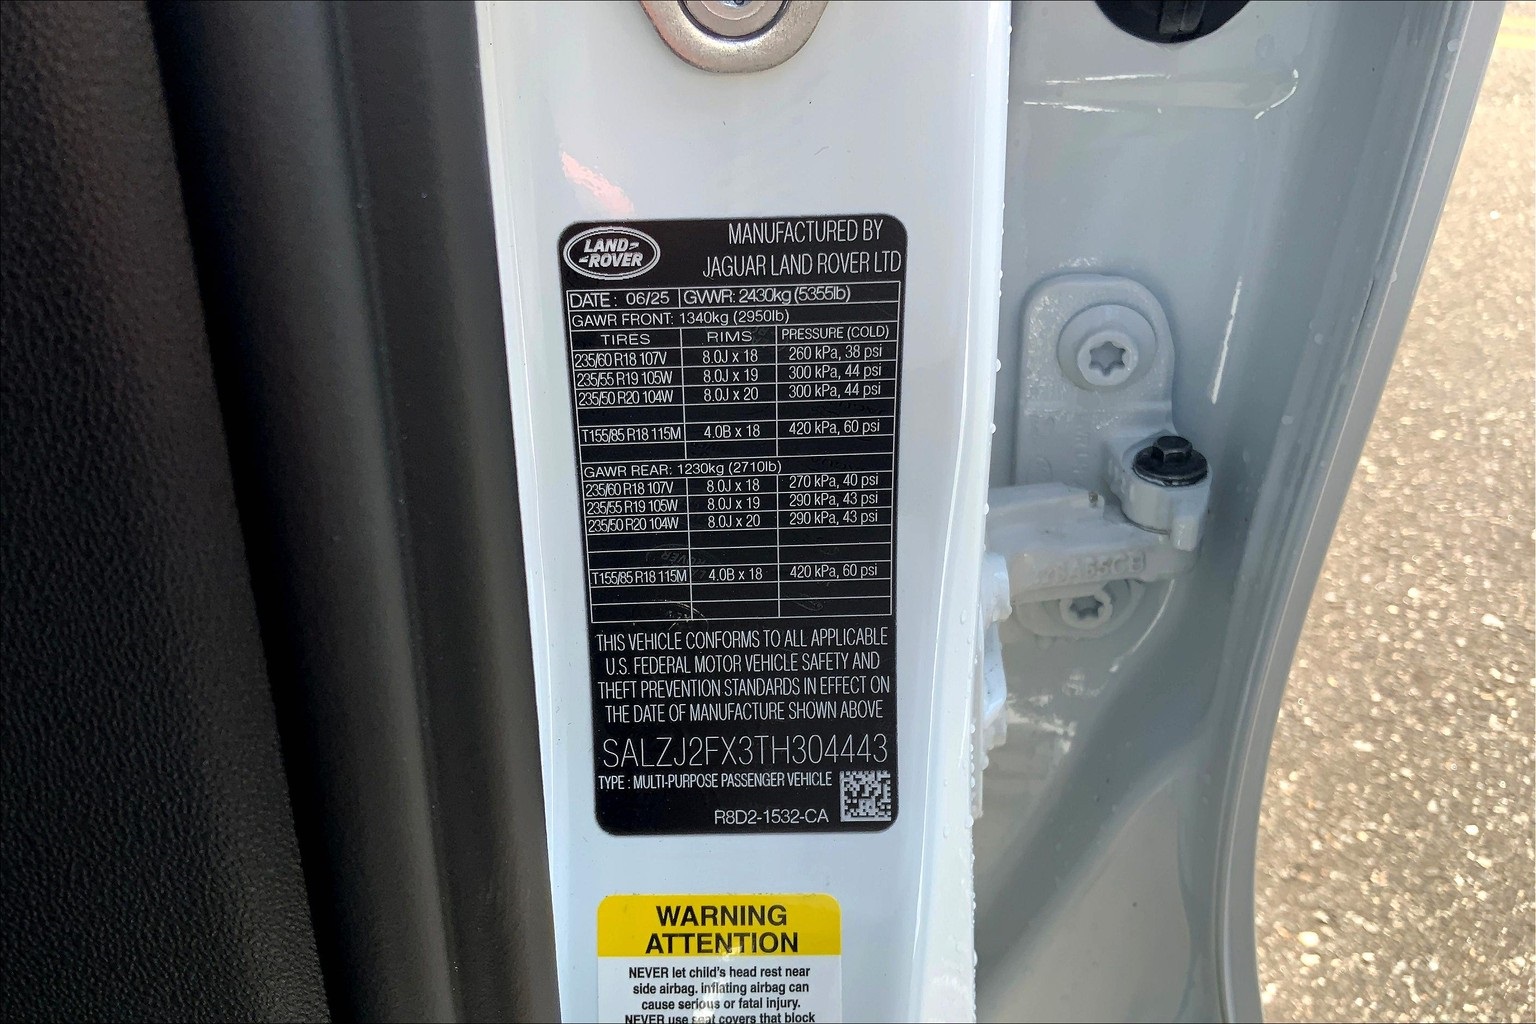 LAND
ROVER
MANUFACTURED BY
JAGUAR LAND ROVER LTD
DATE : 06/25 GVWR: 2430kg (5355lb)
GAWR FRONT: 1340kg (2950lb)
TIRES RIMS PRESSURE (COLD)
235/60 R18 107V 8.0J x 18 260 kPa, 38 psi
235/55 R19 105W 8.0J x 19 300 kPa, 44 psi
235/50 R20 104W 8.0J x 20 300 kPa, 44 psi
T155/85 R18 115M 4.0B x 18 420 kPa, 60 psi
GAWR REAR: 1230kg (2710lb)
235/60 R18 107V 8.0J x 18 270 kPa, 40 psi
235/55 R19 105W 8.0J x 19 290 kPa, 43 psi
235/50 R20 104W 8.0J x 20 290 kPa, 43 psi
T155/85 R18 115M 4.0B x 18 420 kPa, 60 psi
THIS VEHICLE CONFORMS TO ALL APPLICABLE
U.S. FEDERAL MOTOR VEHICLE SAFETY AND
THEFT PREVENTION STANDARDS IN EFFECT ON
THE DATE OF MANUFACTURE SHOWN ABOVE
SALZJ2FX3TH304443
TYPE : MULTI-PURPOSE PASSENGER VEHICLE
R8D2-1532-CA
WARNING
ATTENTION
NEVER let child's head rest near
side airbag. inflating airbag can
cause serious or fatal injury.
NEVER use seat covers that block